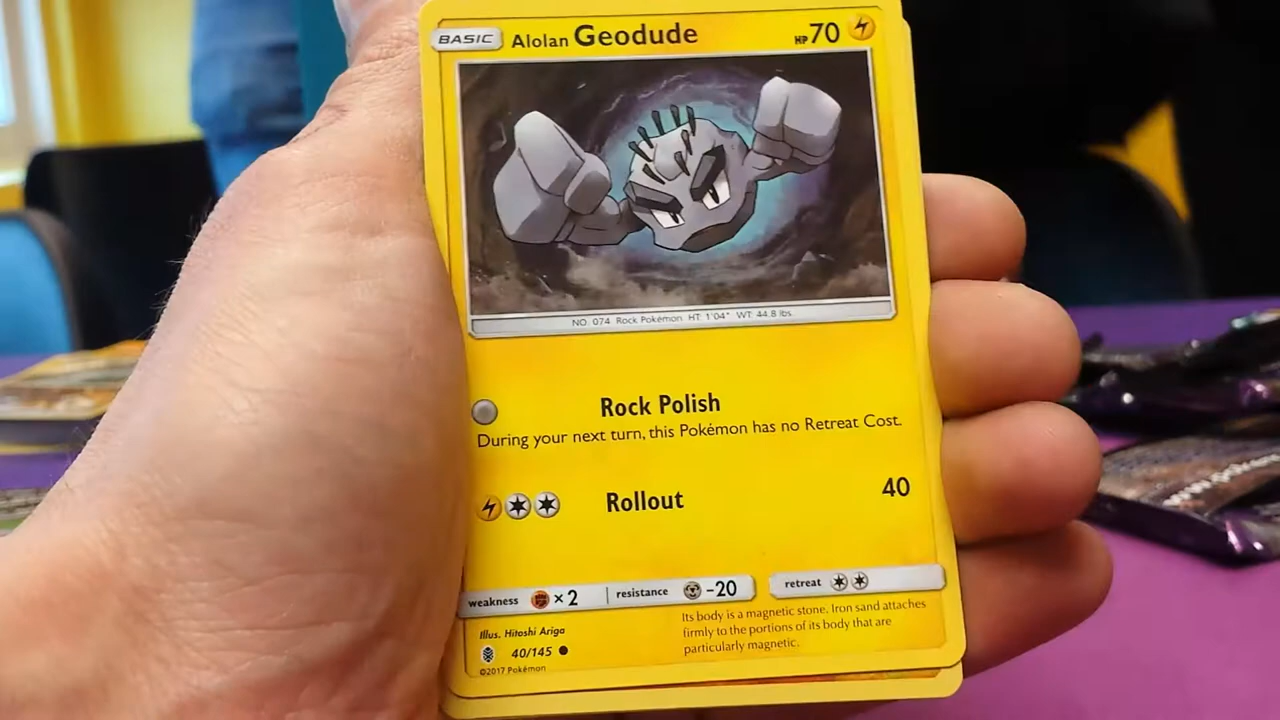 BASIC Alolan Geodude HP 70
NO. 074 Rock Pokémon HT: 1'04" WT: 44.8 lbs.
Rock Polish
During your next turn, this Pokémon has no Retreat Cost.
Rollout 40
weakness ×2 resistance -20 retreat
Illus. Hitoshi Ariga
40/145
©2017 Pokémon
Its body is a magnetic stone. Iron sand attaches
firmly to the portions of its body that are
particularly magnetic.